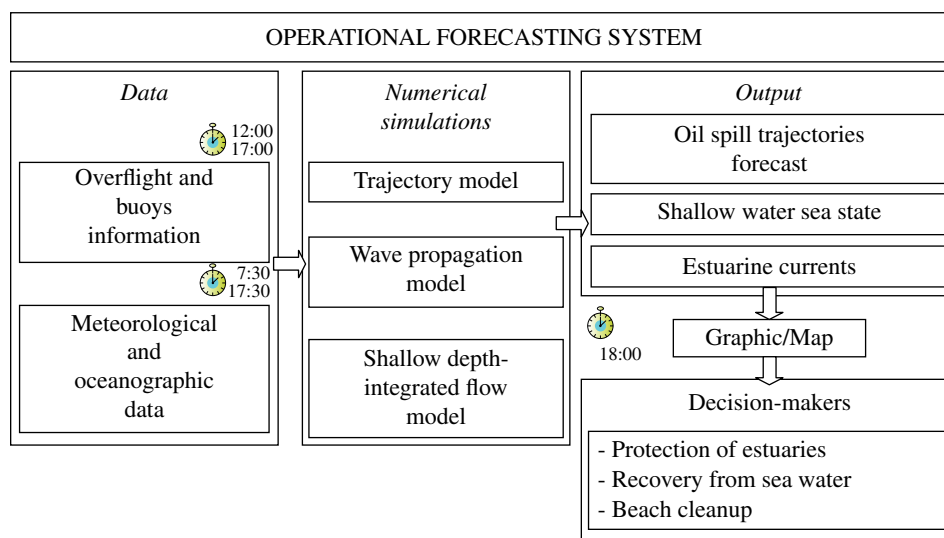 OPERATIONAL FORECASTING SYSTEM
Data
12:00
17:00
Overflight and
buoys
information
7:30
17:30
Meteorological
and
oceanographic
data
Numerical
simulations
Trajectory model
Wave propagation
model
Shallow depth-
integrated flow
model
Output
Oil spill trajectories
forecast
Shallow water sea state
Estuarine currents
18:00
Graphic/Map
Decision-makers
- Protection of estuaries
- Recovery from sea water
- Beach cleanup